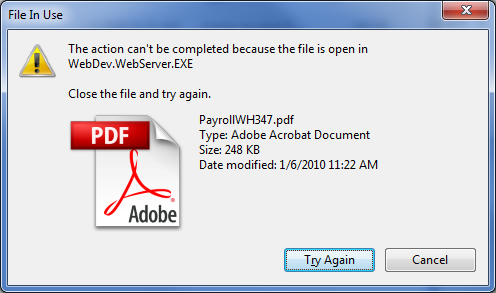 File In Use
The action can't be completed because the file is open in
WebDev.WebServer.EXE
Close the file and try again.
PDF
Adobe
PayrollWH347.pdf
Type: Adobe Acrobat Document
Size: 248 KB
Date modified: 1/6/2010 11:22 AM
Try Again
Cancel